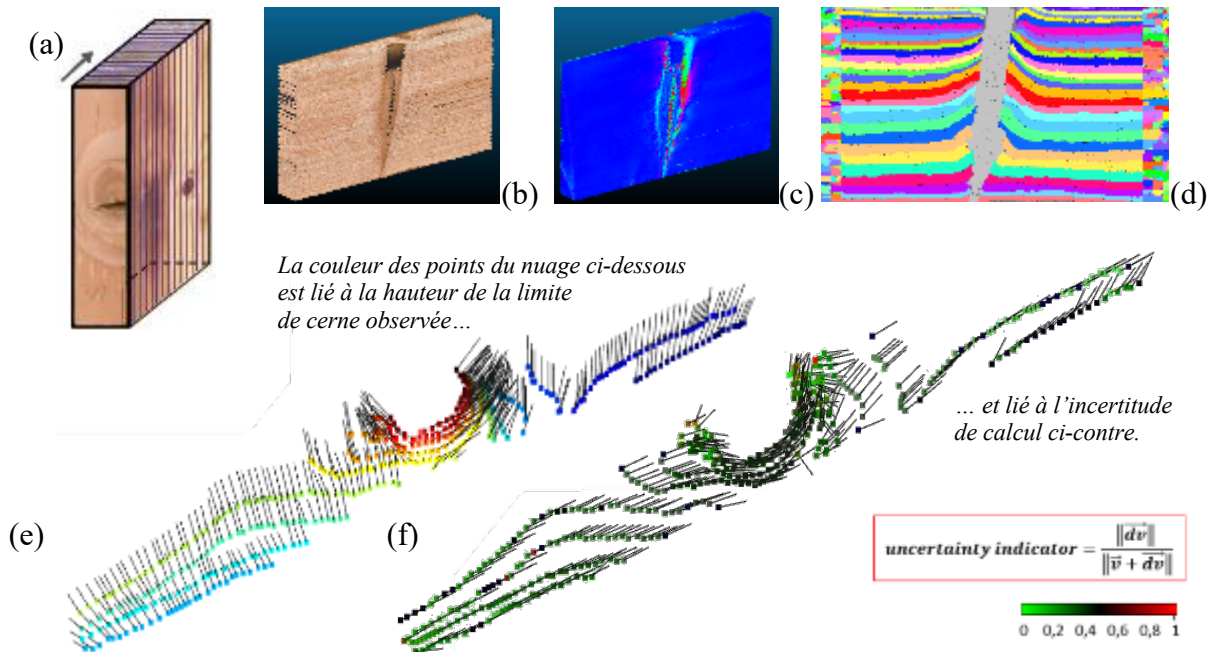 (a)
(b)
(c)
(d)
La couleur des points du nuage ci-dessous
est lié à la hauteur de la limite
de cerne observée…
… et lié à l’incertitude
de calcul ci-contre.
(e)
(f)
uncertainty indicator = ‖dv⃗‖ / ‖v⃗ + dv⃗‖
0 0,2 0,4 0,6 0,8 1